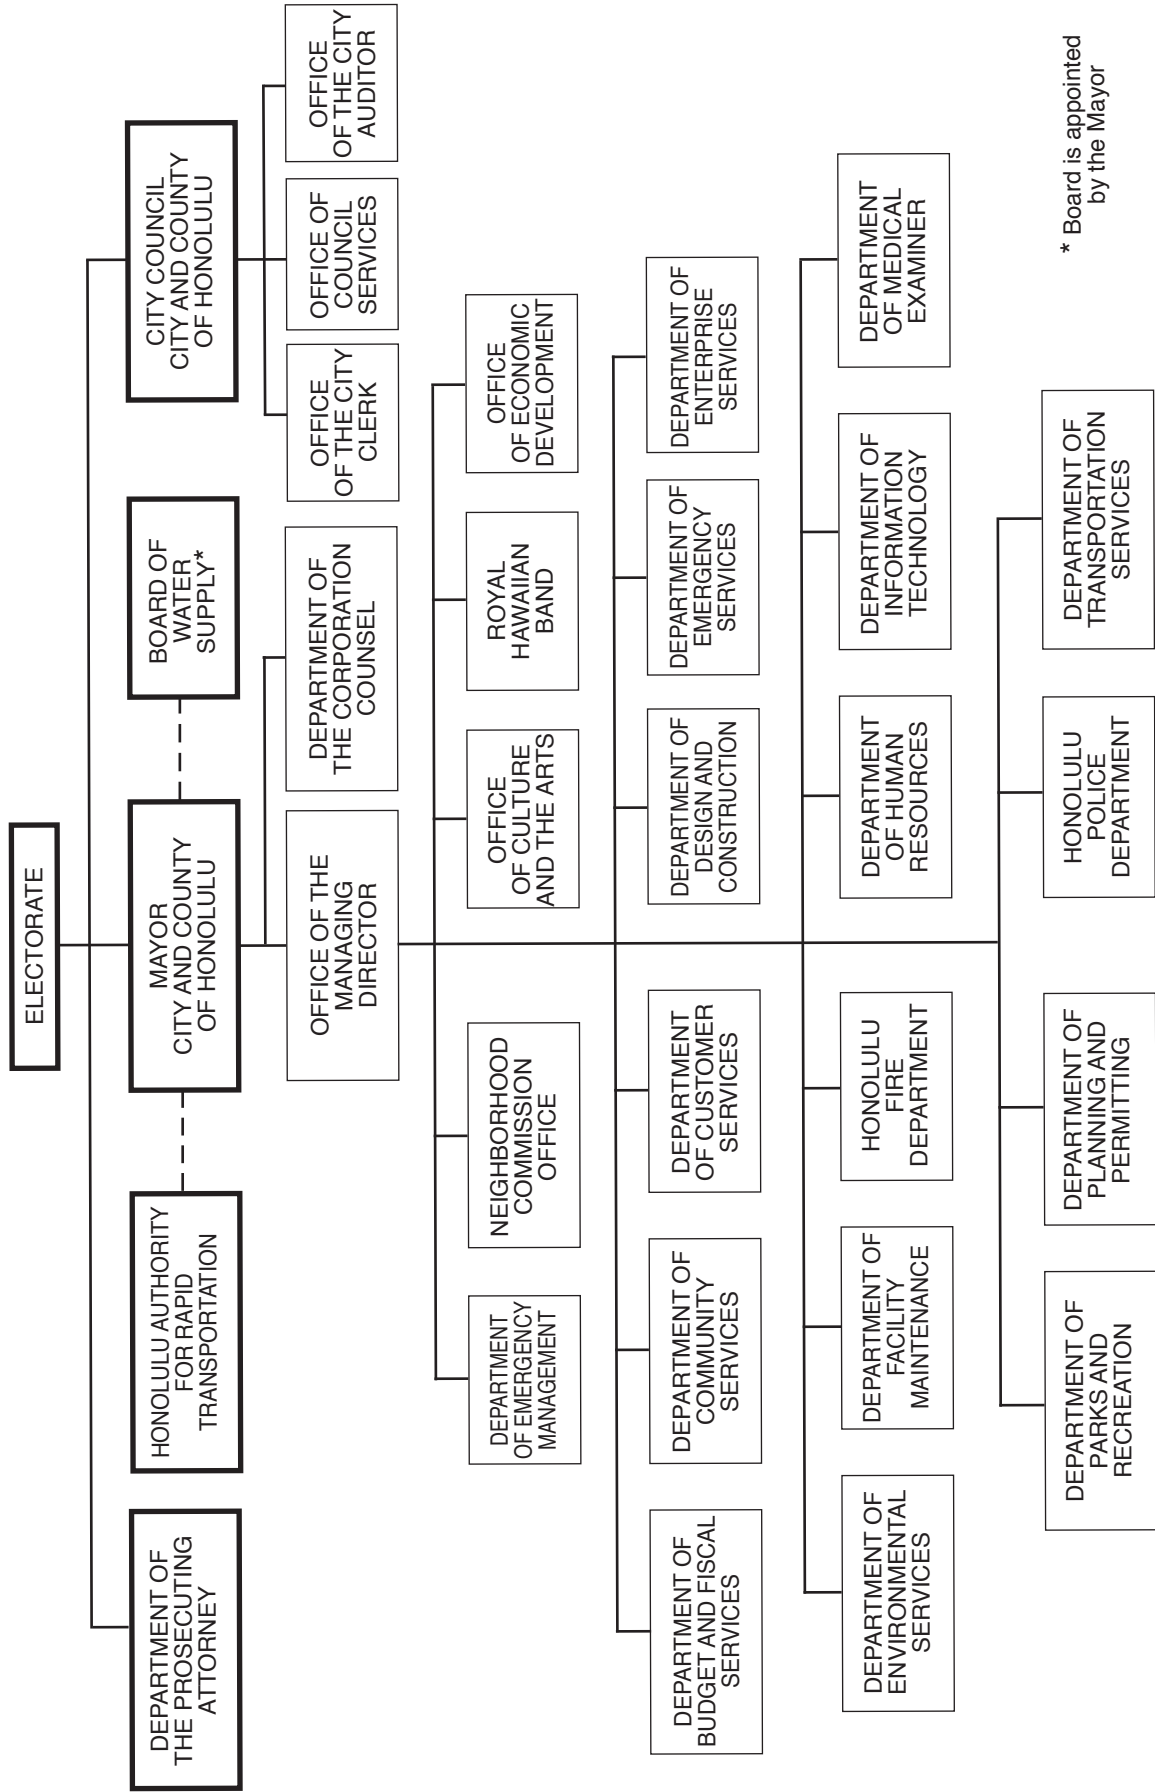 ELECTORATE
DEPARTMENT OF
THE PROSECUTING
ATTORNEY
HONOLULU AUTHORITY
FOR RAPID
TRANSPORTATION
MAYOR
CITY AND COUNTY
OF HONOLULU
BOARD OF
WATER
SUPPLY*
CITY COUNCIL
CITY AND COUNTY
OF HONOLULU
OFFICE OF THE
MANAGING
DIRECTOR
DEPARTMENT OF
THE CORPORATION
COUNSEL
OFFICE
OF THE CITY
CLERK
OFFICE OF
COUNCIL
SERVICES
OFFICE
OF THE CITY
AUDITOR
DEPARTMENT
OF EMERGENCY
MANAGEMENT
NEIGHBORHOOD
COMMISSION
OFFICE
OFFICE
OF CULTURE
AND THE ARTS
ROYAL
HAWAIIAN
BAND
OFFICE
OF ECONOMIC
DEVELOPMENT
DEPARTMENT OF
BUDGET AND FISCAL
SERVICES
DEPARTMENT OF
COMMUNITY
SERVICES
DEPARTMENT
OF CUSTOMER
SERVICES
DEPARTMENT OF
DESIGN AND
CONSTRUCTION
DEPARTMENT OF
EMERGENCY
SERVICES
DEPARTMENT OF
ENTERPRISE
SERVICES
DEPARTMENT OF
ENVIRONMENTAL
SERVICES
DEPARTMENT OF
FACILITY
MAINTENANCE
HONOLULU
FIRE
DEPARTMENT
DEPARTMENT
OF HUMAN
RESOURCES
DEPARTMENT OF
INFORMATION
TECHNOLOGY
DEPARTMENT
OF MEDICAL
EXAMINER
DEPARTMENT OF
PARKS AND
RECREATION
DEPARTMENT OF
PLANNING AND
PERMITTING
HONOLULU
POLICE
DEPARTMENT
DEPARTMENT OF
TRANSPORTATION
SERVICES
* Board is appointed
by the Mayor